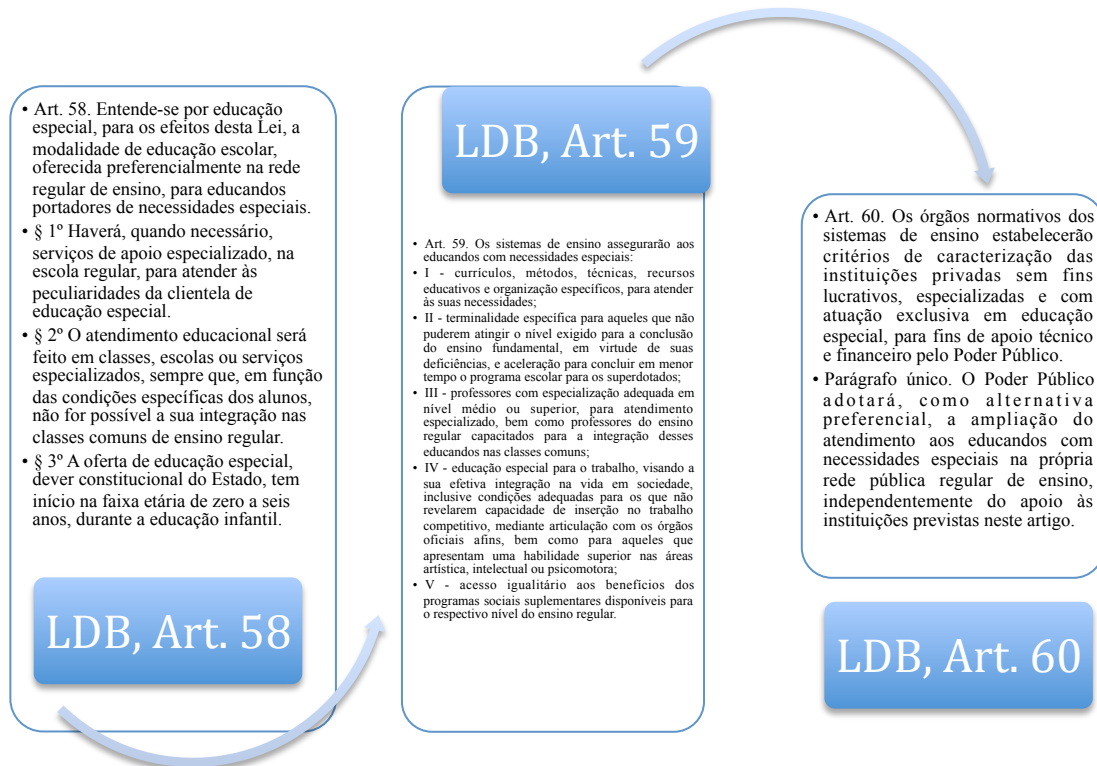 • Art. 58. Entende-se por educação
especial, para os efeitos desta Lei, a
modalidade de educação escolar,
oferecida preferencialmente na rede
regular de ensino, para educandos
portadores de necessidades especiais.
• § 1º Haverá, quando necessário,
serviços de apoio especializado, na
escola regular, para atender às
peculiaridades da clientela de
educação especial.
• § 2º O atendimento educacional será
feito em classes, escolas ou serviços
especializados, sempre que, em função
das condições específicas dos alunos,
não for possível a sua integração nas
classes comuns de ensino regular.
• § 3º A oferta de educação especial,
dever constitucional do Estado, tem
início na faixa etária de zero a seis
anos, durante a educação infantil.
LDB, Art. 58
LDB, Art. 59
• Art. 59. Os sistemas de ensino assegurarão aos
educandos com necessidades especiais:
• I - currículos, métodos, técnicas, recursos
educativos e organização específicos, para atender
às suas necessidades;
• II - terminalidade específica para aqueles que não
puderem atingir o nível exigido para a conclusão
do ensino fundamental, em virtude de suas
deficiências, e aceleração para concluir em menor
tempo o programa escolar para os superdotados;
• III - professores com especialização adequada em
nível médio ou superior, para atendimento
especializado, bem como professores do ensino
regular capacitados para a integração desses
educandos nas classes comuns;
• IV - educação especial para o trabalho, visando a
sua efetiva integração na vida em sociedade,
inclusive condições adequadas para os que não
revelarem capacidade de inserção no trabalho
competitivo, mediante articulação com os órgãos
oficiais afins, bem como para aqueles que
apresentam uma habilidade superior nas áreas
artística, intelectual ou psicomotora;
• V - acesso igualitário aos benefícios dos
programas sociais suplementares disponíveis para
o respectivo nível do ensino regular.
• Art. 60. Os órgãos normativos dos
sistemas de ensino estabelecerão
critérios de caracterização das
instituições privadas sem fins
lucrativos, especializadas e com
atuação exclusiva em educação
especial, para fins de apoio técnico
e financeiro pelo Poder Público.
• Parágrafo único. O Poder Público
adotará, como alternativa
preferencial, a ampliação do
atendimento aos educandos com
necessidades especiais na própria
rede pública regular de ensino,
independentemente do apoio às
instituições previstas neste artigo.
LDB, Art. 60